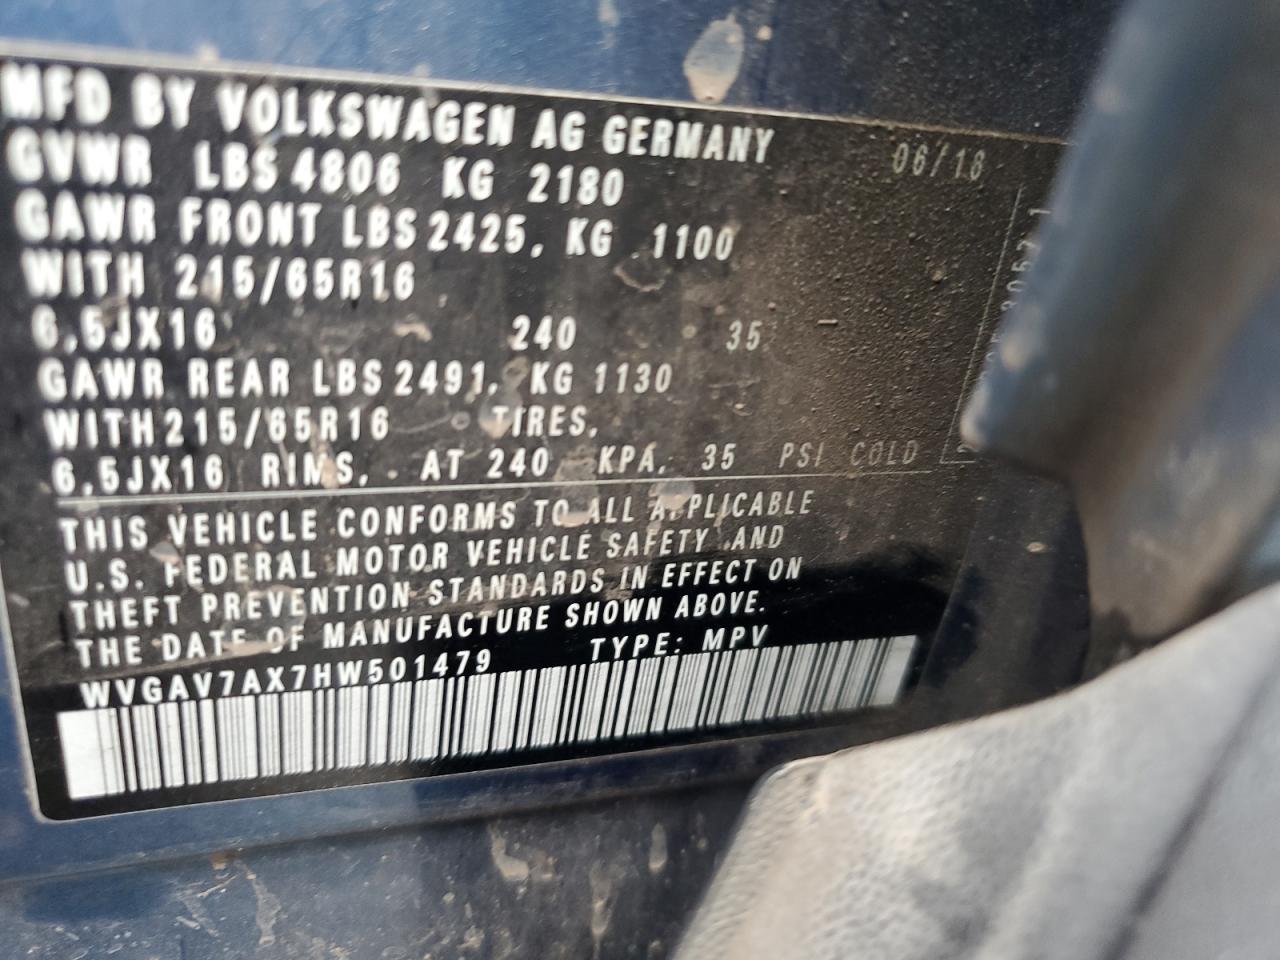 MFD BY VOLKSWAGEN AG GERMANY 06/18
GVWR LBS 4806 KG 2180
GAWR FRONT LBS 2425, KG 1100
WITH 215/65R16
6,5JX16 240 35
GAWR REAR LBS 2491, KG 1130
WITH 215/65R16 TIRES,
6,5JX16 RIMS, AT 240 KPA, 35 PSI COLD
THIS VEHICLE CONFORMS TO ALL APPLICABLE
U.S. FEDERAL MOTOR VEHICLE SAFETY AND
THEFT PREVENTION STANDARDS IN EFFECT ON
THE DATE OF MANUFACTURE SHOWN ABOVE.
WVGAV7AX7HW501479 TYPE: MPV